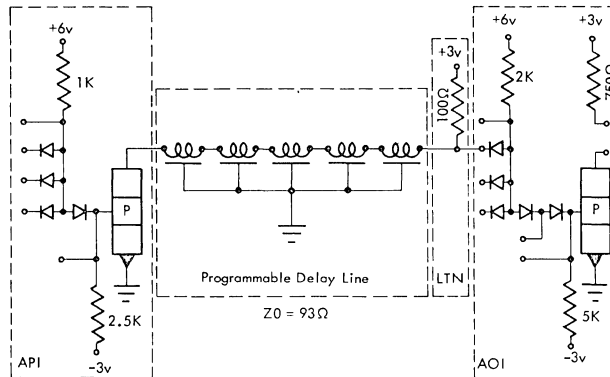 +6v
1K
P
2.5K
-3v
API
Programmable Delay Line
Z0 = 93Ω
+3v
100Ω
LTN
+6v
2K
+3v
750Ω
P
5K
-3v
AOI